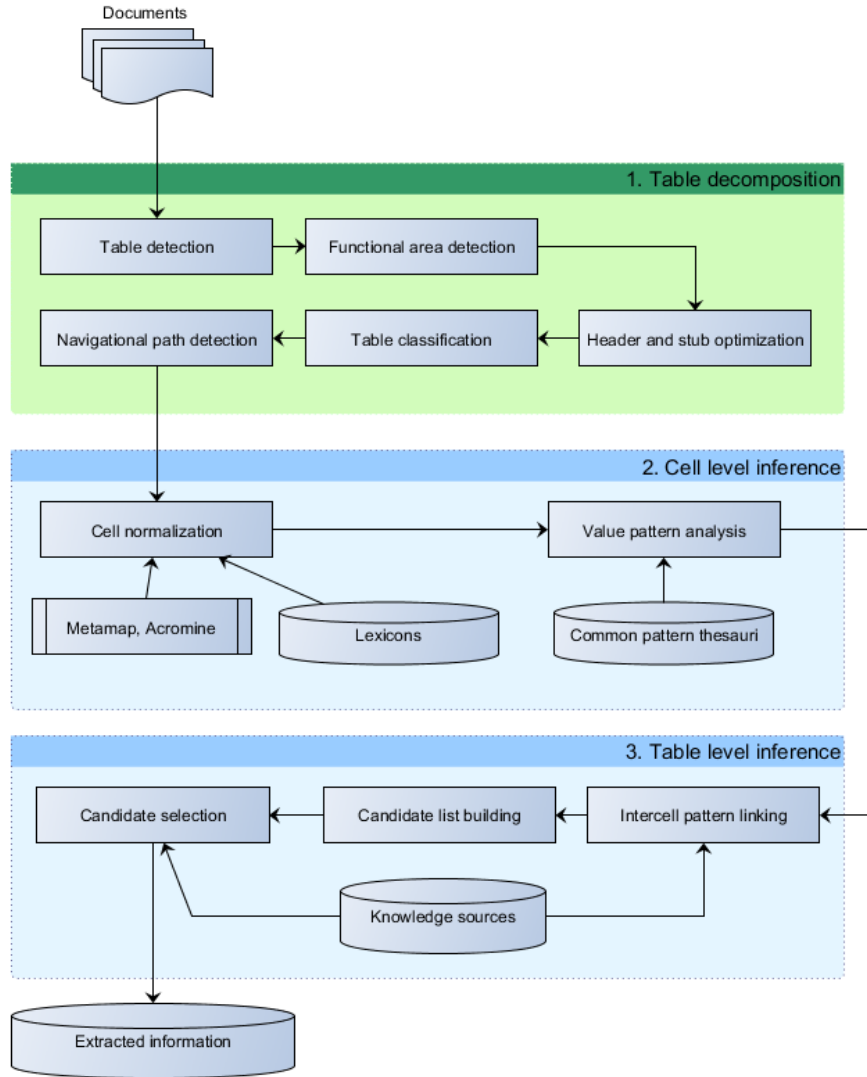 Documents
1. Table decomposition
Table detection
Functional area detection
Navigational path detection
Table classification
Header and stub optimization
2. Cell level inference
Cell normalization
Value pattern analysis
Metamap, Acromine
Lexicons
Common pattern thesauri
3. Table level inference
Candidate selection
Candidate list building
Intercell pattern linking
Knowledge sources
Extracted information